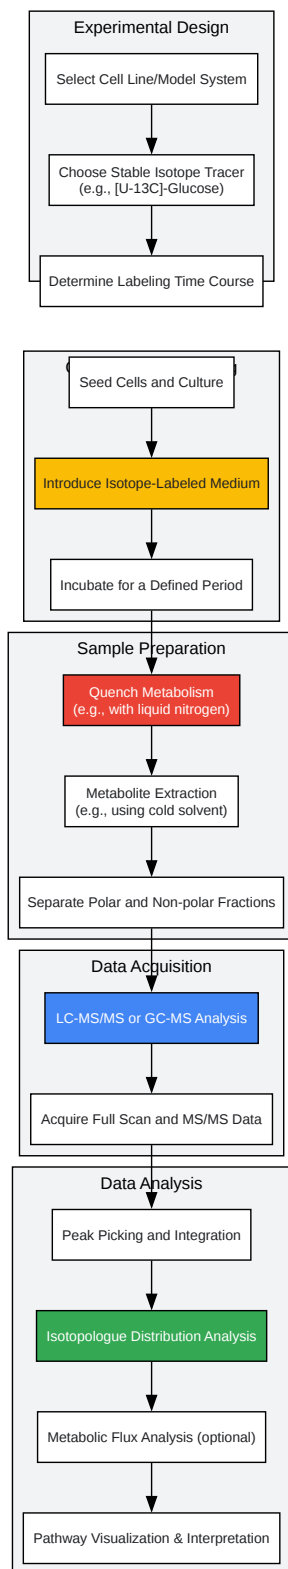 Experimental Design
Select Cell Line/Model System
Choose Stable Isotope Tracer
(e.g., [U-13C]-Glucose)
Determine Labeling Time Course
Seed Cells and Culture
Introduce Isotope-Labeled Medium
Incubate for a Defined Period
Sample Preparation
Quench Metabolism
(e.g., with liquid nitrogen)
Metabolite Extraction
(e.g., using cold solvent)
Separate Polar and Non-polar Fractions
Data Acquisition
LC-MS/MS or GC-MS Analysis
Acquire Full Scan and MS/MS Data
Data Analysis
Peak Picking and Integration
Isotopologue Distribution Analysis
Metabolic Flux Analysis (optional)
Pathway Visualization & Interpretation